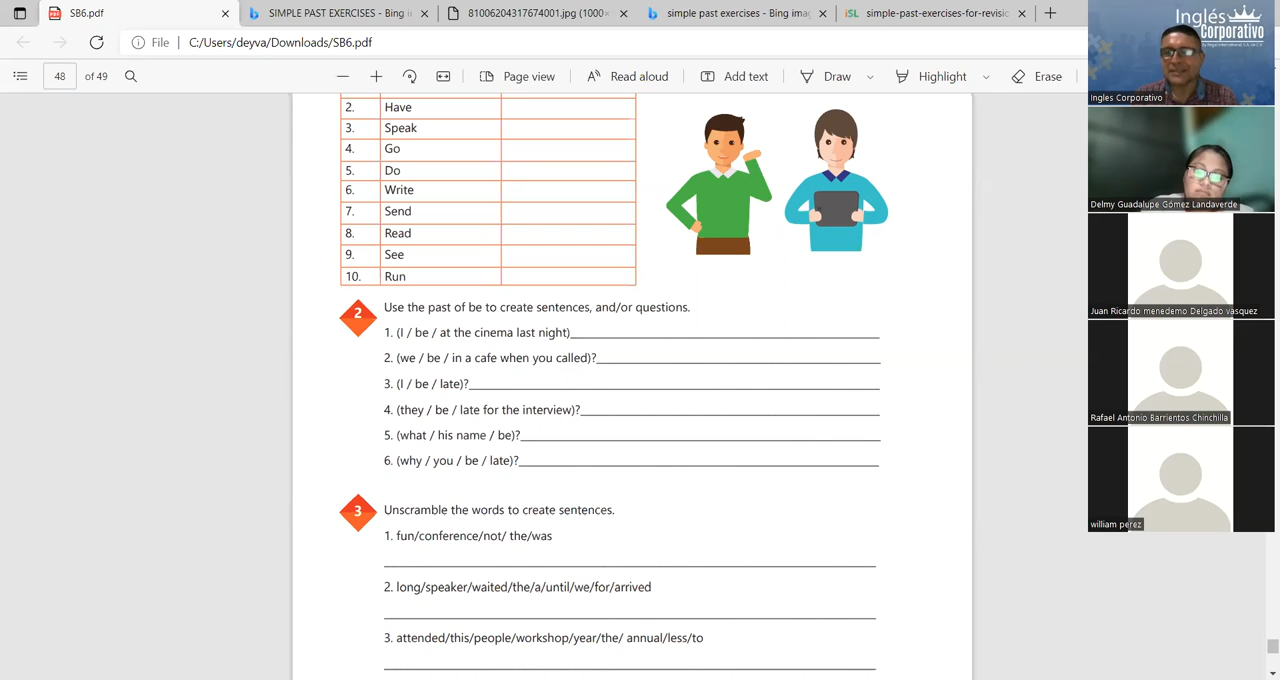 SB6.pdf
SIMPLE PAST EXERCISES - Bing im
81006204317674001.jpg (1000×
simple past exercises - Bing imag
iSL simple-past-exercises-for-revisio
File C:/Users/deyva/Downloads/SB6.pdf
48 of 49
Page view
Read aloud
Add text
Draw
Highlight
Erase
2. Have
3. Speak
4. Go
5. Do
6. Write
7. Send
8. Read
9. See
10. Run
2 Use the past of be to create sentences, and/or questions.
1. (I / be / at the cinema last night)
2. (we / be / in a cafe when you called)?
3. (I / be / late)?
4. (they / be / late for the interview)?
5. (what / his name / be)?
6. (why / you / be / late)?
3 Unscramble the words to create sentences.
1. fun/conference/not/ the/was
2. long/speaker/waited/the/a/until/we/for/arrived
3. attended/this/people/workshop/year/the/ annual/less/to
Inglés
Corporativo
Ingles Corporativo
Delmy Guadalupe Gómez Landaverde
Juan Ricardo menedemo Delgado vasquez
Rafael Antonio Barrientos Chinchilla
william perez